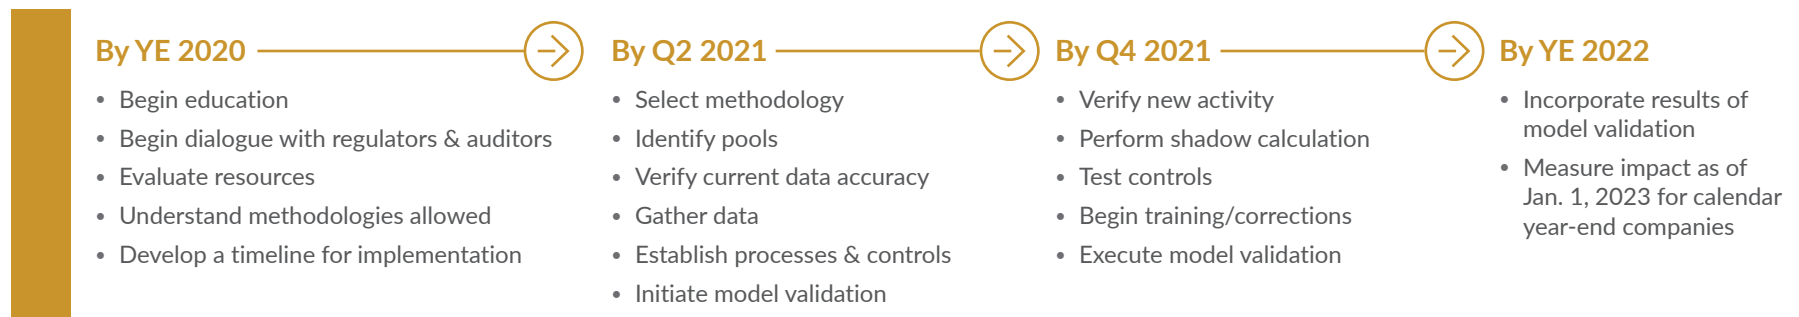 By YE 2020
• Begin education
• Begin dialogue with regulators & auditors
• Evaluate resources
• Understand methodologies allowed
• Develop a timeline for implementation
By Q2 2021
• Select methodology
• Identify pools
• Verify current data accuracy
• Gather data
• Establish processes & controls
• Initiate model validation
By Q4 2021
• Verify new activity
• Perform shadow calculation
• Test controls
• Begin training/corrections
• Execute model validation
By YE 2022
• Incorporate results of
model validation
• Measure impact as of
Jan. 1, 2023 for calendar
year-end companies